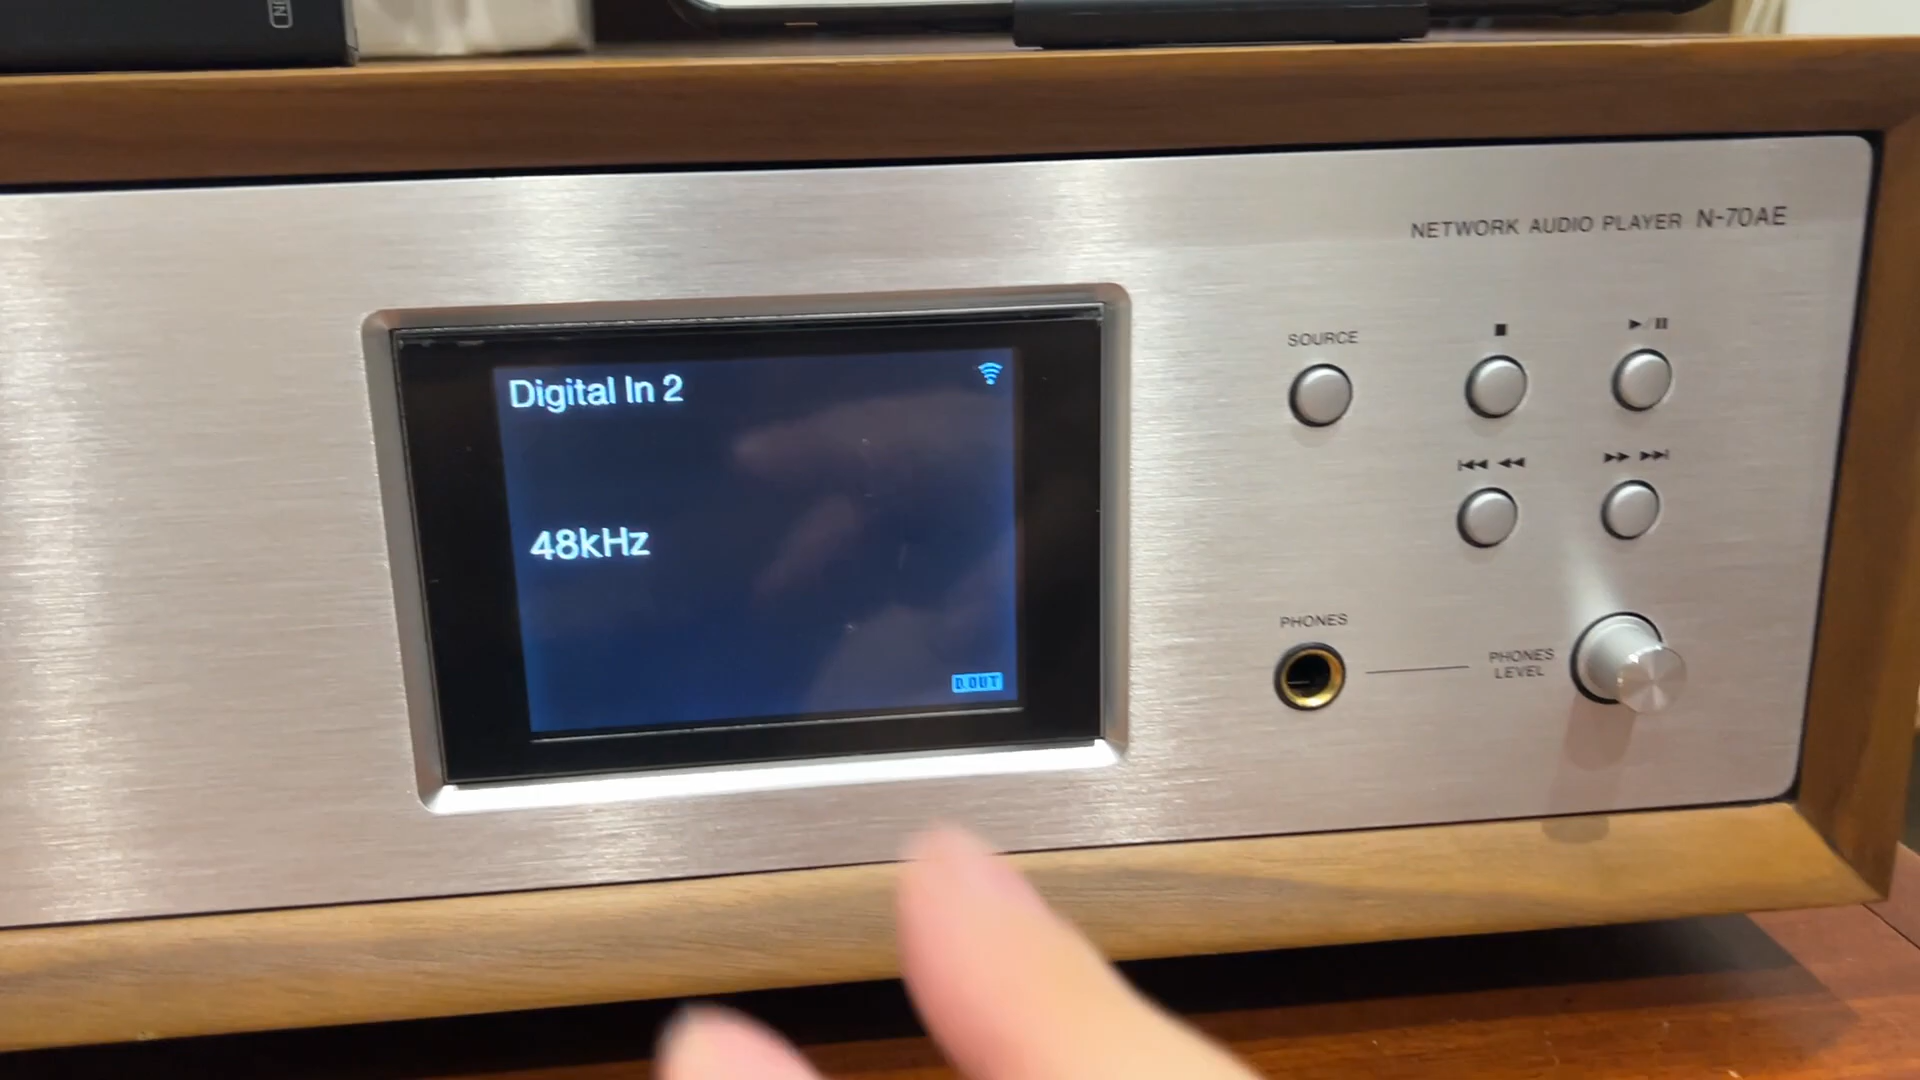 NETWORK AUDIO PLAYER N-70AE
Digital In 2
48kHz
D.OUT
SOURCE
PHONES
PHONES
LEVEL